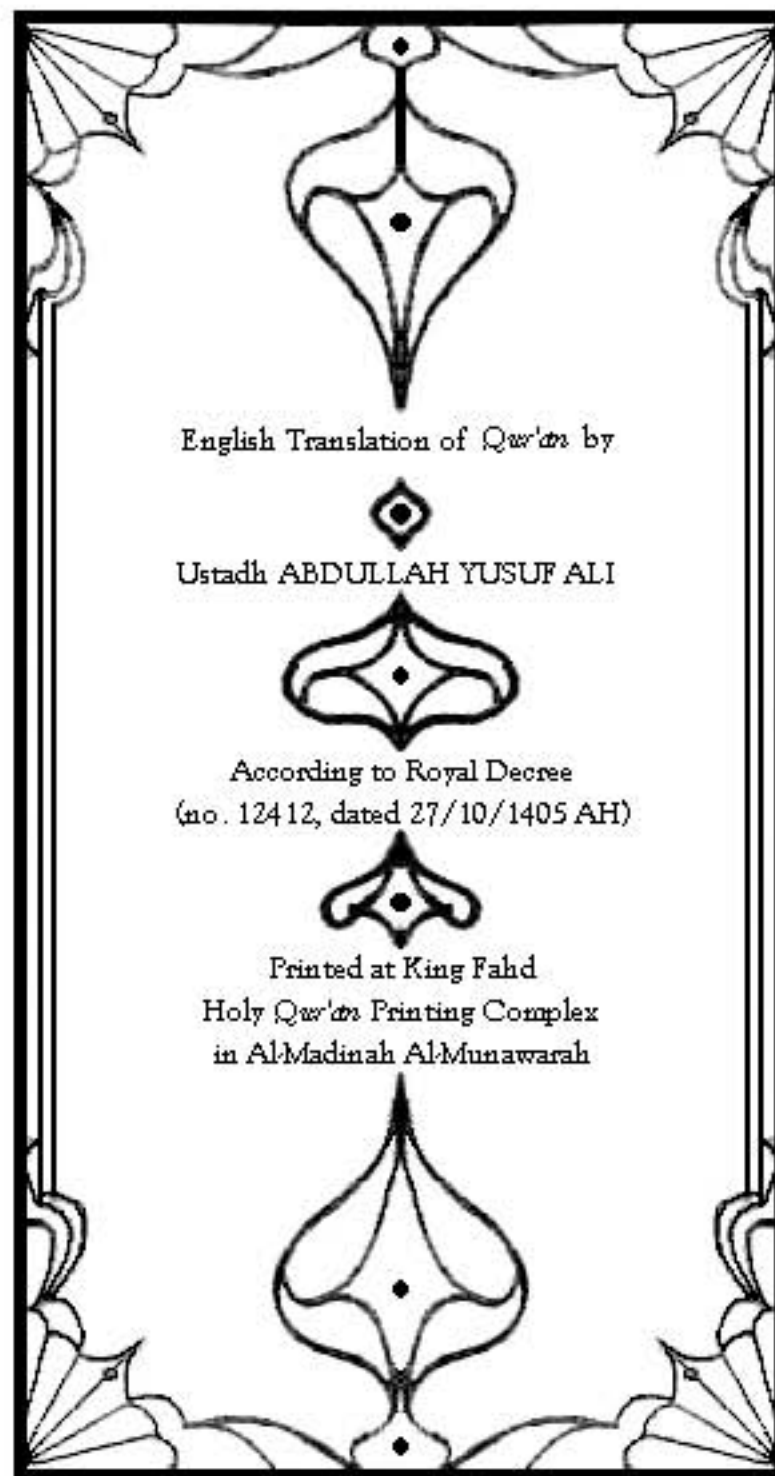 English Translation of Qur'an by
Ustadh ABDULLAH YUSUF ALI
According to Royal Decree
(no. 12412, dated 27/10/1405 AH)
Printed at King Fahd
Holy Qur'an Printing Complex
in Al-Madinah Al-Munawarah